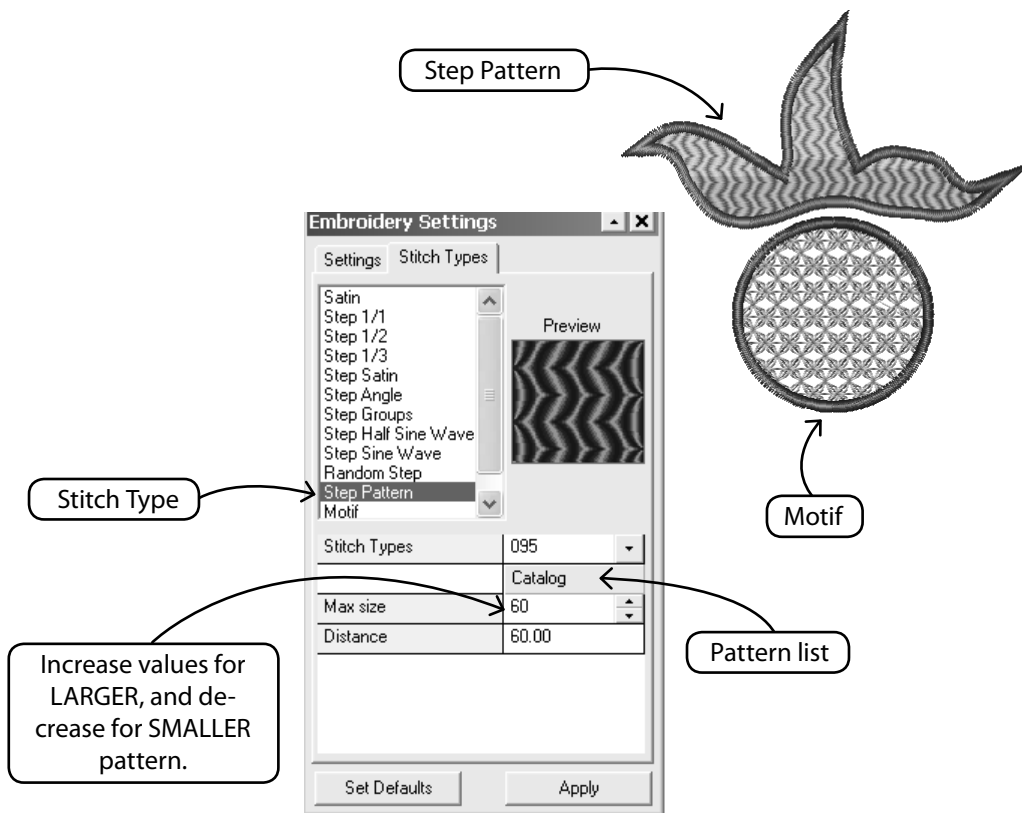 Step Pattern
Embroidery Settings
Settings
Stitch Types
Satin
Step 1/1
Step 1/2
Step 1/3
Step Satin
Step Angle
Step Groups
Step Half Sine Wave
Step Sine Wave
Random Step
Step Pattern
Motif
Preview
Stitch Type
Motif
Stitch Types 095
Catalog
Max size 60
Distance 60.00
Pattern list
Increase values for
LARGER, and de-
crease for SMALLER
pattern.
Set Defaults
Apply